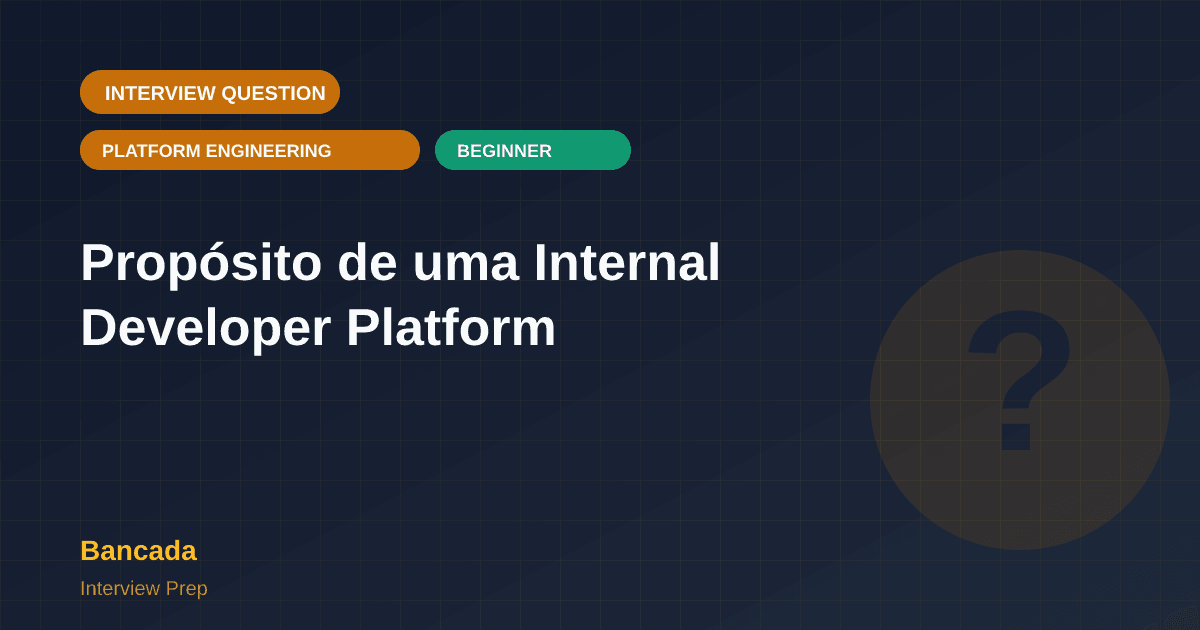 INTERVIEW QUESTION
PLATFORM ENGINEERING
BEGINNER
Propósito de uma Internal
Developer Platform
?
Bancada
Interview Prep